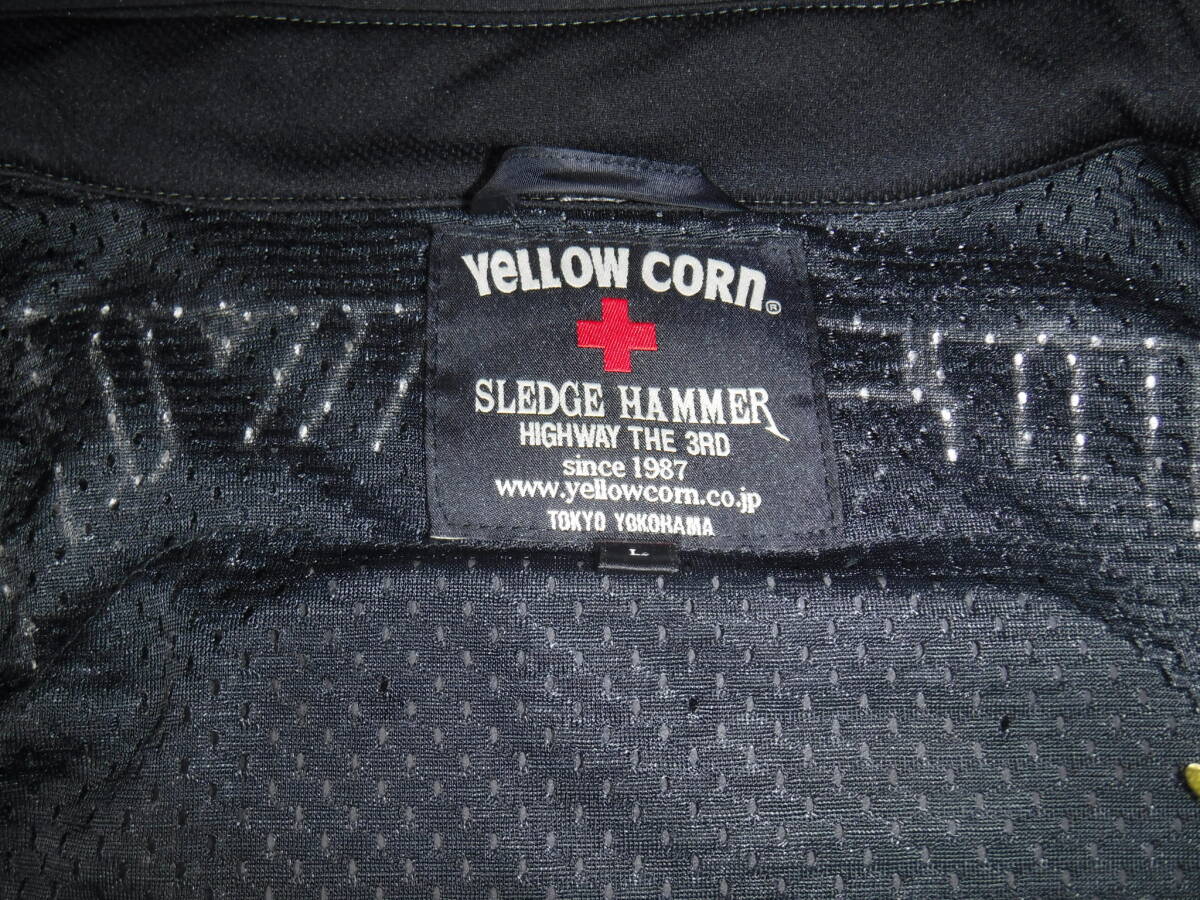 YeLLOW CORn®
SLEDGE HAMMER
HIGHWAY THE 3RD
since 1987
www.yellowcorn.co.jp
TOKYO YOKOHAMA
L